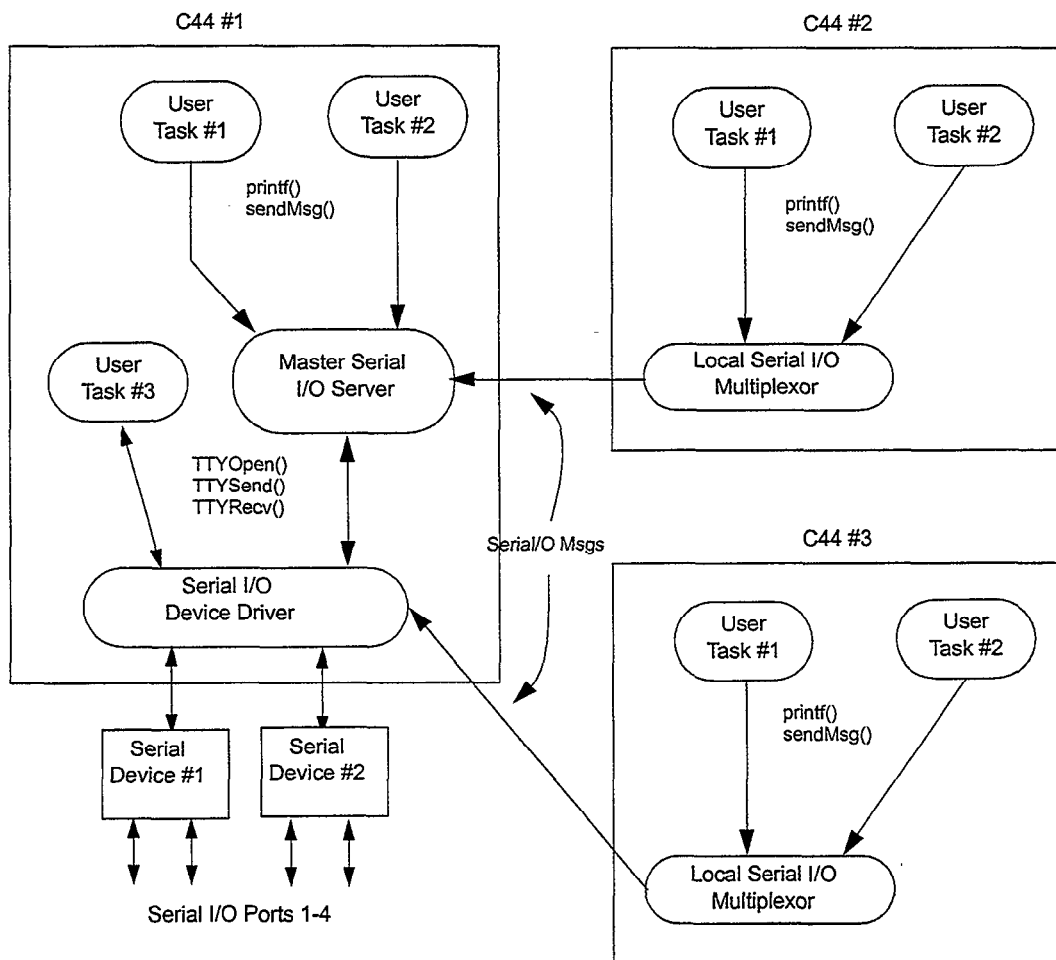 C44 #1
User
Task #1
User
Task #2
printf()
sendMsg()
User
Task #3
Master Serial
I/O Server
TTYOpen()
TTYSend()
TTYRecv()
Serial I/O
Device Driver
Serial
Device #1
Serial
Device #2
Serial I/O Ports 1-4
C44 #2
User
Task #1
User
Task #2
printf()
sendMsg()
Local Serial I/O
Multiplexor
Serial/O Msgs
C44 #3
User
Task #1
User
Task #2
printf()
sendMsg()
Local Serial I/O
Multiplexor